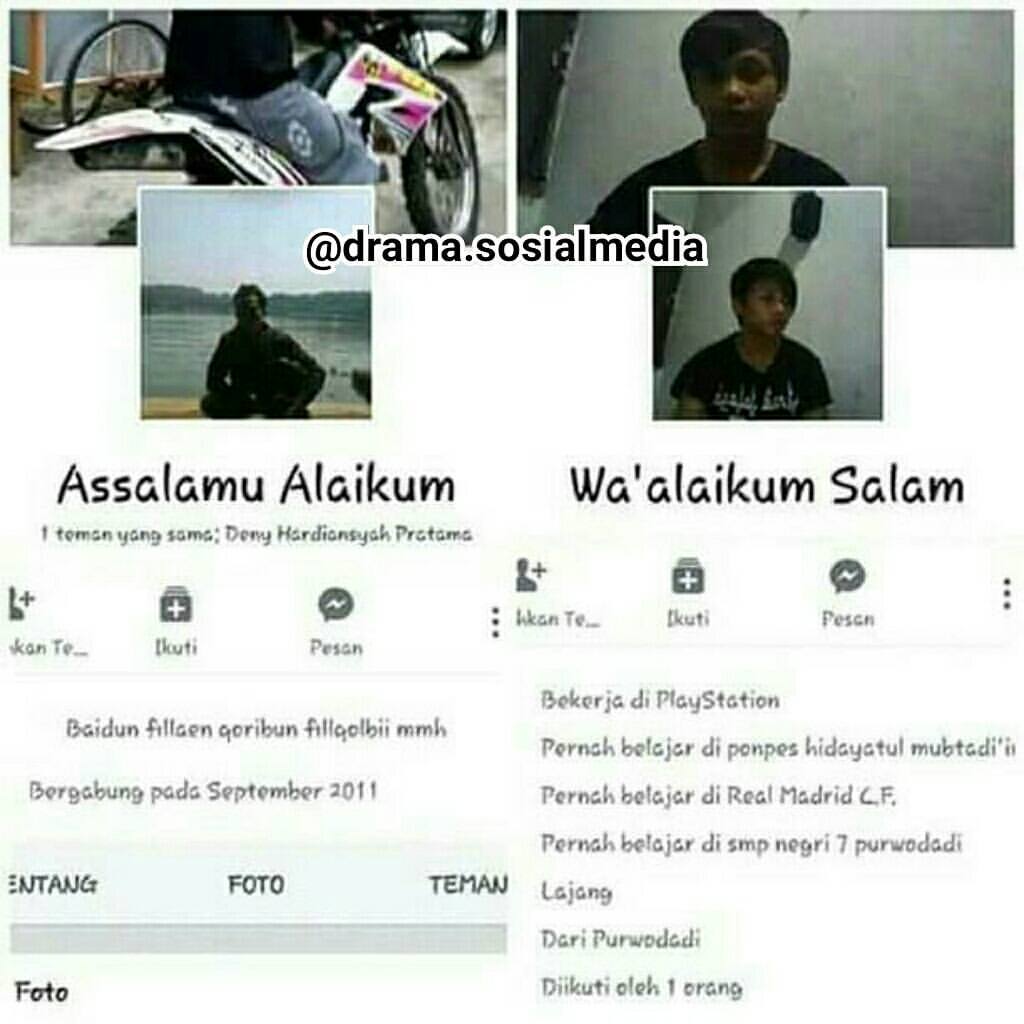 @drama.sosialmedia
Assalamu Alaikum
1 teman yang sama: Deny Hardiansyah Pratama
kan Te...
Ikuti
Pesan
Baidun fillaen qoribun fillqolbii mmh
Bergabung pada September 2011
ENTANG
FOTO
TEMAN
Foto
Wa'alaikum Salam
hkan Te...
Ikuti
Pesan
Bekerja di PlayStation
Pernah belajar di ponpes hidayatul mubtadi'ii
Pernah belajar di Real Madrid C.F.
Pernah belajar di smp negri 7 purwodadi
Lajang
Dari Purwodadi
Diikuti oleh 1 orang